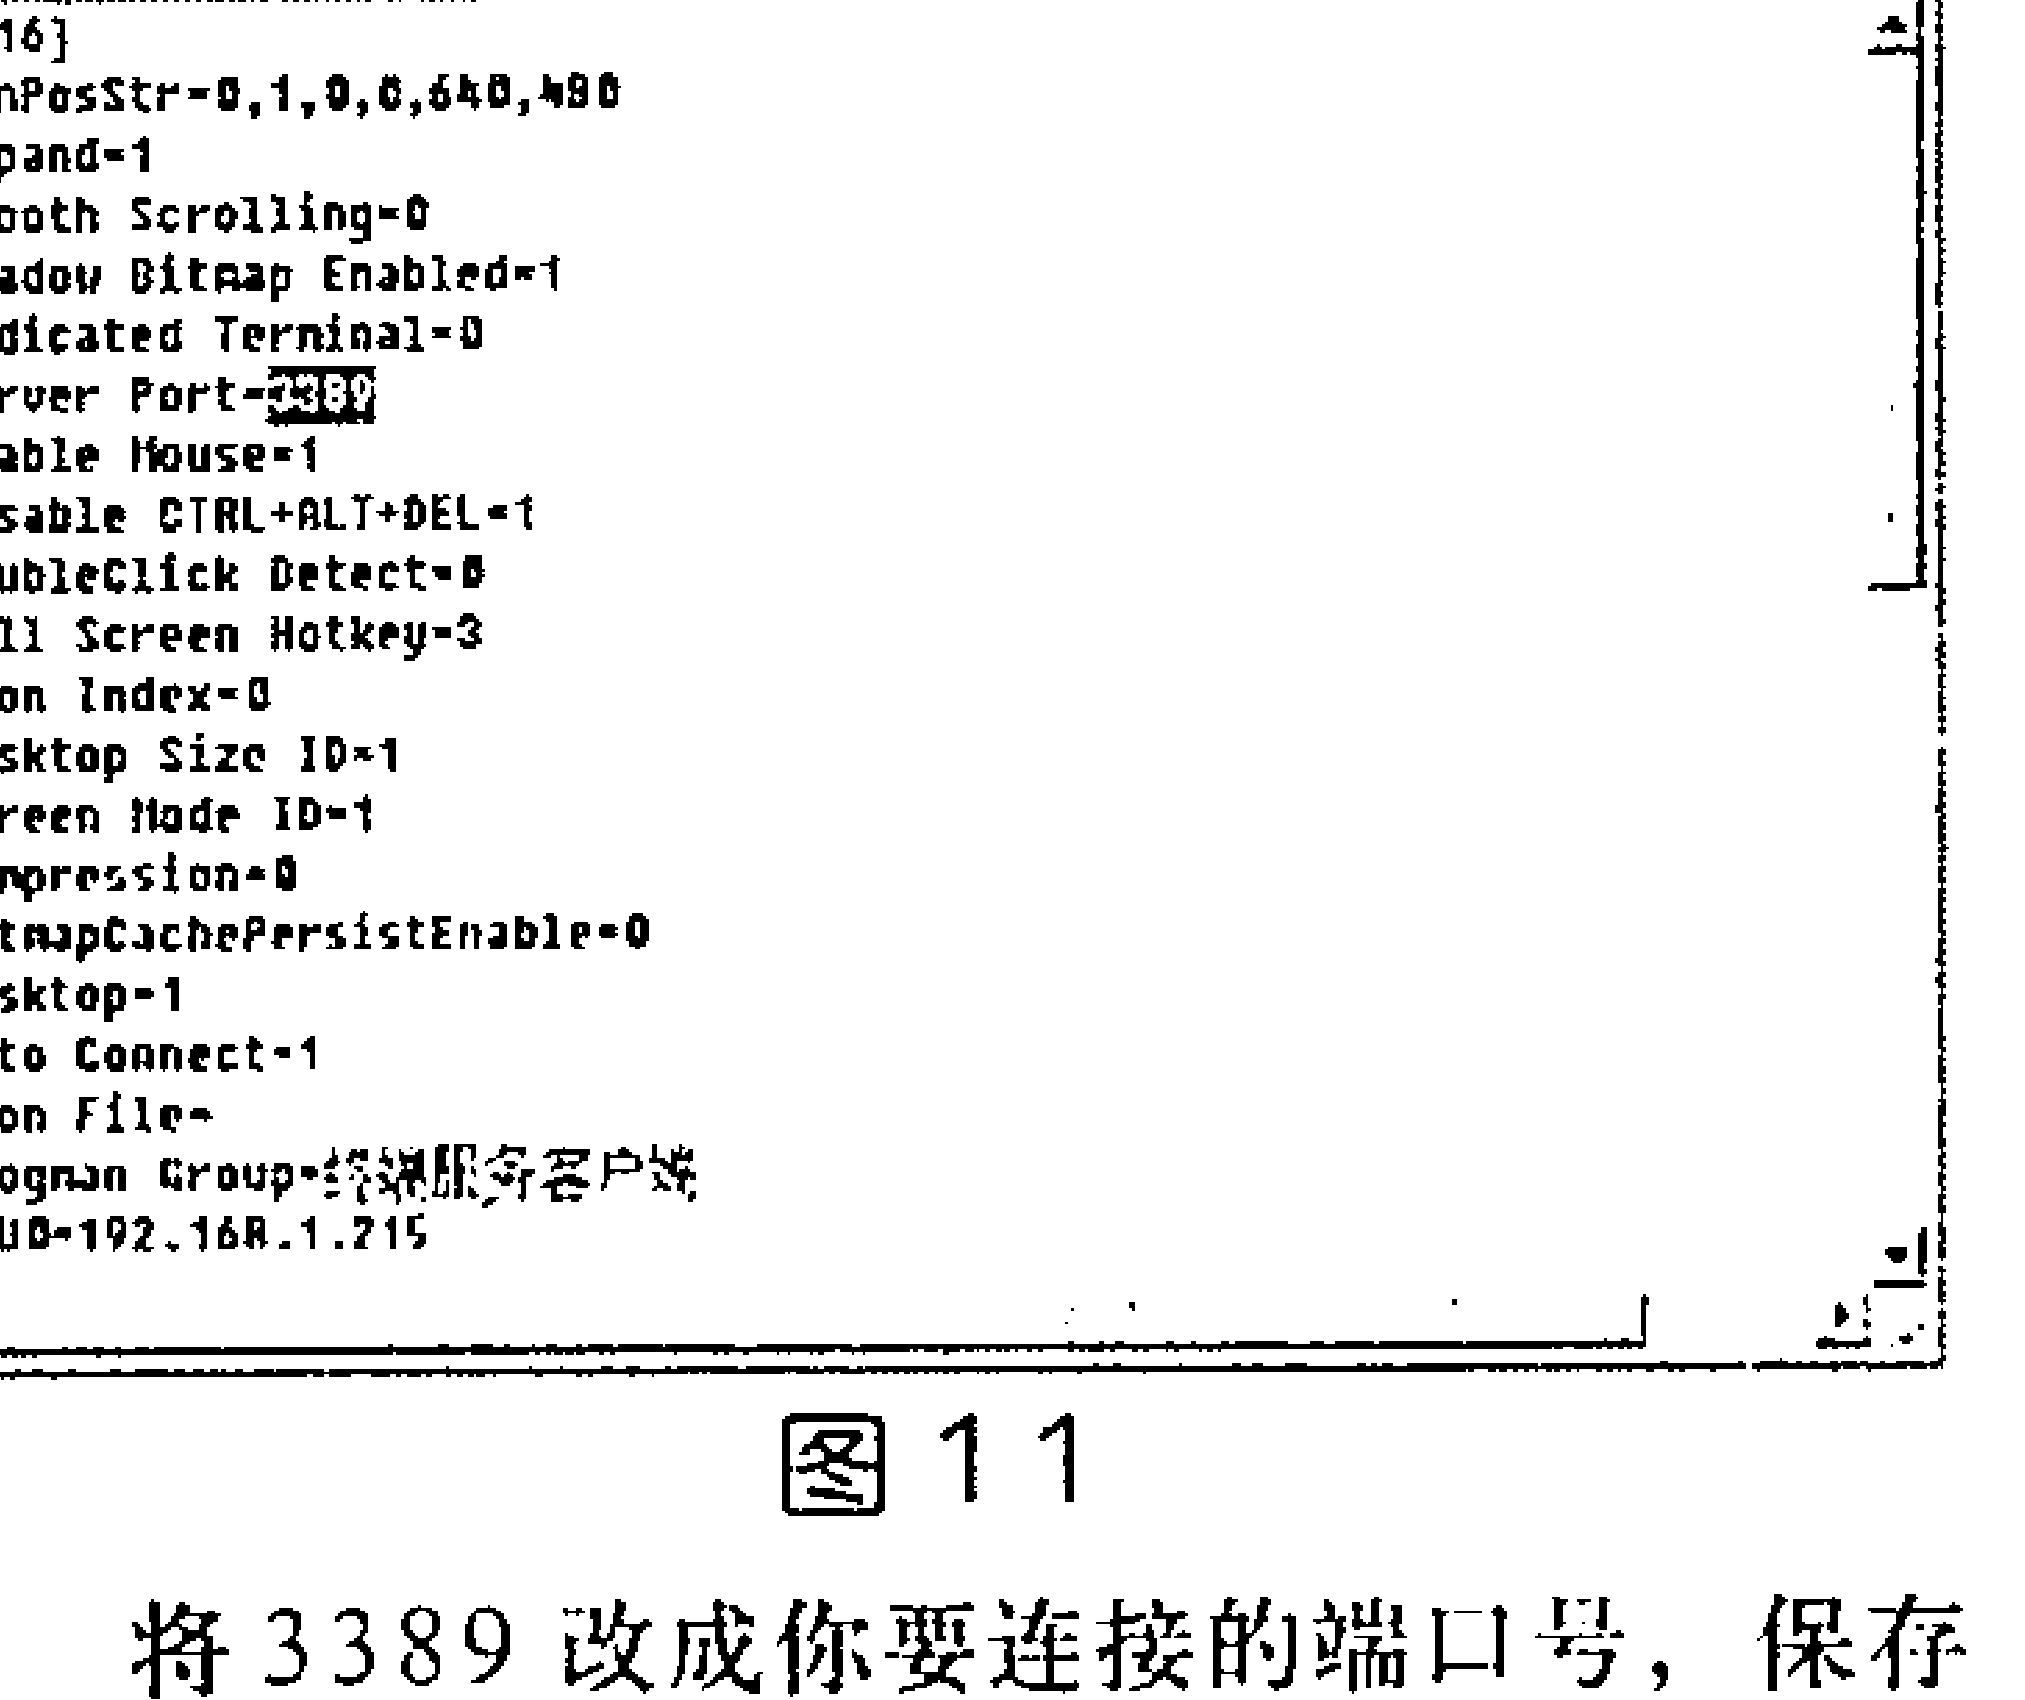 16]
nPosStr=0,1,0,0,640,480
pand=1
ooth Scrolling=0
adow Bitmap Enabled=1
dicated Terminal=0
rver Port=3389
able Mouse=1
sable CTRL+ALT+DEL=1
ubleClick Detect=0
ll Screen Hotkey=3
on Index=0
sktop Size ID=1
reen Mode ID=1
mpression=0
tmapCachePersistEnable=0
sktop=1
to Connect=1
on File=
ogman Group=终端服务客户端
UB=192.168.1.215
图 11
将 3389 改成你要连接的端口号，保存